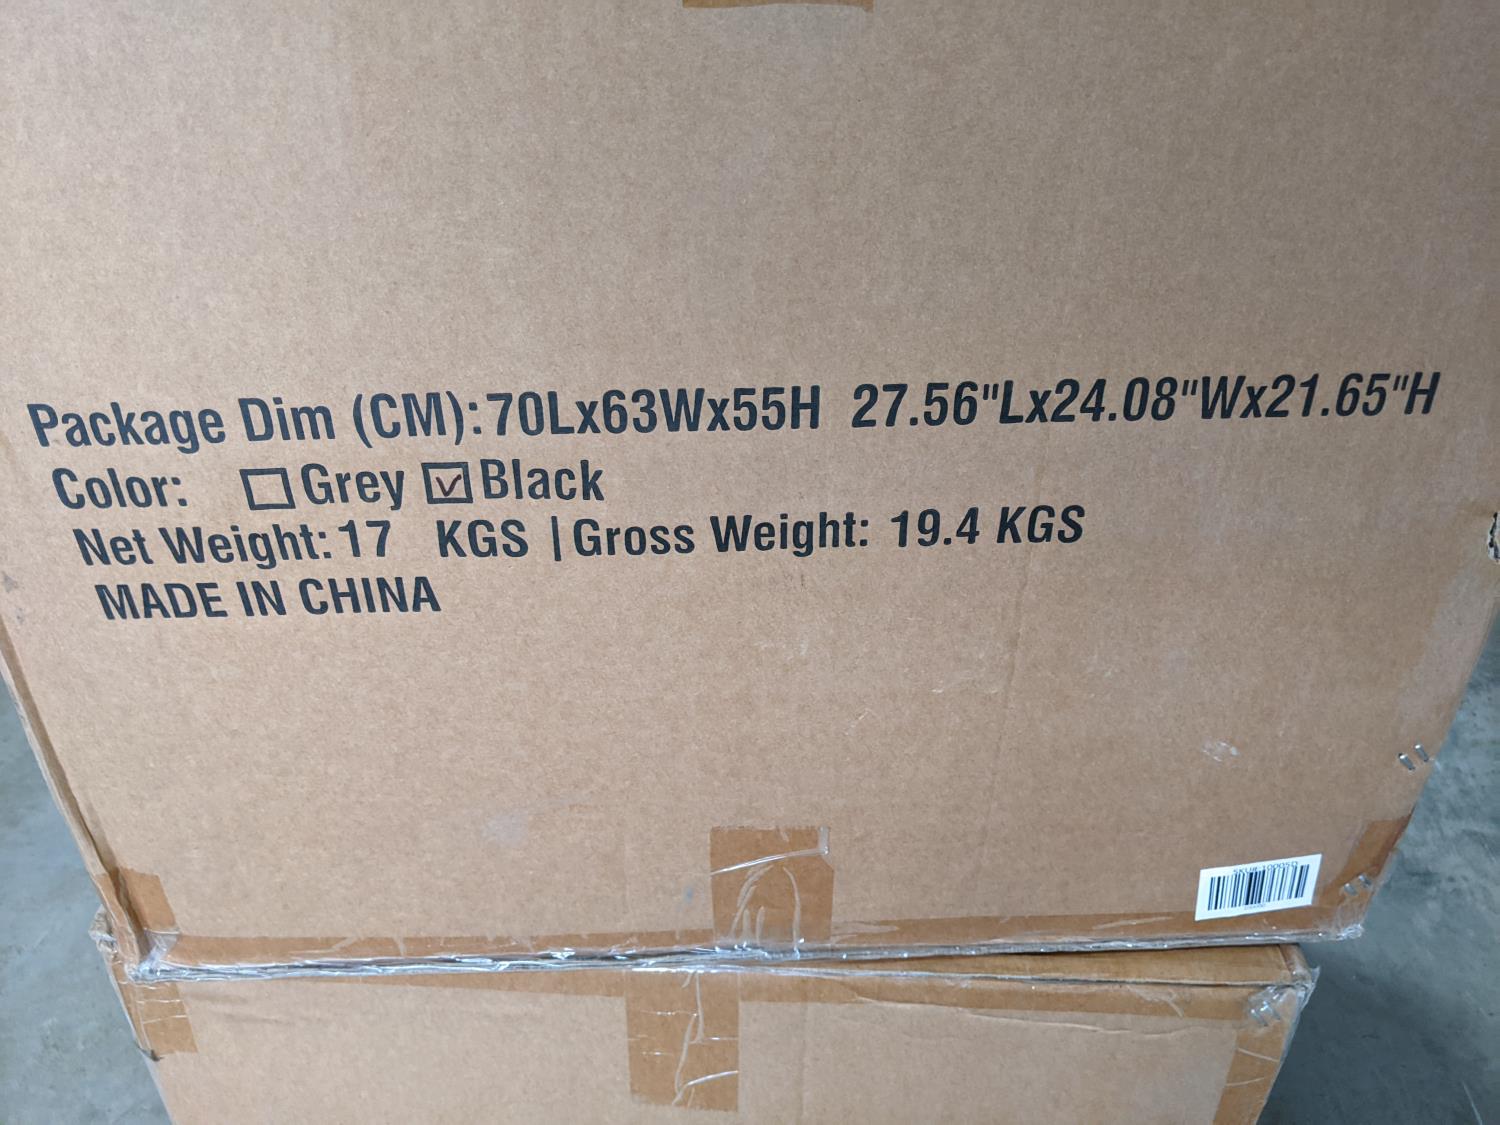 Package Dim (CM):70Lx63Wx55H 27.56"Lx24.08"Wx21.65"H
Color: ☐Grey ☑Black
Net Weight:17 KGS |Gross Weight: 19.4 KGS
MADE IN CHINA